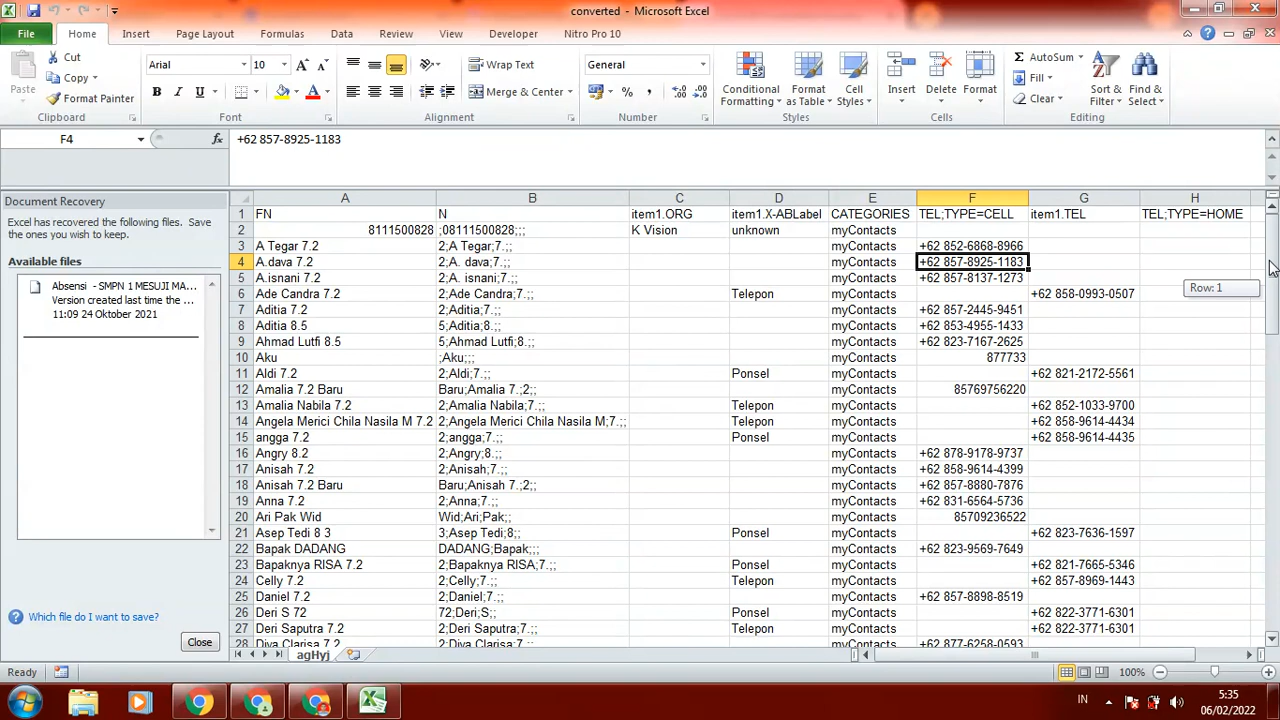 converted - Microsoft Excel
File Home Insert Page Layout Formulas Data Review View Developer Nitro Pro 10
Paste Cut Copy Format Painter Clipboard
Arial 10 B I U Font
Wrap Text Merge & Center Alignment
General % Number
Conditional Formatting Format as Table Cell Styles Styles
Insert Delete Format Cells
AutoSum Fill Clear Sort & Filter Find & Select Editing
F4 fx +62 857-8925-1183
Document Recovery
Excel has recovered the following files. Save
the ones you wish to keep.
Available files
Absensi - SMPN 1 MESUJI MA...
Version created last time the ...
11:09 24 Oktober 2021
Which file do I want to save?
Close
A B C D E F G H
1 FN N item1.ORG item1.X-ABLabel CATEGORIES TEL;TYPE=CELL item1.TEL TEL;TYPE=HOME
2 8111500828 ;08111500828;;; K Vision unknown myContacts
3 A Tegar 7.2 2;A Tegar;7.;; myContacts +62 852-6868-8966
4 A.dava 7.2 2;A. dava;7.;; myContacts +62 857-8925-1183
5 A.isnani 7.2 2;A. isnani;7.;; myContacts +62 857-8137-1273
6 Ade Candra 7.2 2;Ade Candra;7.;; Telepon myContacts +62 858-0993-0507
Row: 1
7 Aditia 7.2 2;Aditia;7.;; myContacts +62 857-2445-9451
8 Aditia 8.5 5;Aditia;8.;; myContacts +62 853-4955-1433
9 Ahmad Lutfi 8.5 5;Ahmad Lutfi;8.;; myContacts +62 823-7167-2625
10 Aku ;Aku;;; myContacts 877733
11 Aldi 7.2 2;Aldi;7.;; Ponsel myContacts +62 821-2172-5561
12 Amalia 7.2 Baru Baru;Amalia 7.;2;; myContacts 85769756220
13 Amalia Nabila 7.2 2;Amalia Nabila;7.;; Telepon myContacts +62 852-1033-9700
14 Angela Merici Chila Nasila M 7.2 2;Angela Merici Chila Nasila M;7.;; Telepon myContacts +62 858-9614-4434
15 angga 7.2 2;angga;7.;; Ponsel myContacts +62 858-9614-4435
16 Angry 8.2 2;Angry;8.;; myContacts +62 878-9178-9737
17 Anisah 7.2 2;Anisah;7.;; myContacts +62 858-9614-4399
18 Anisah 7.2 Baru Baru;Anisah 7.;2;; myContacts +62 857-8880-7876
19 Anna 7.2 2;Anna;7.;; myContacts +62 831-6564-5736
20 Ari Pak Wid Wid;Ari;Pak;; myContacts 85709236522
21 Asep Tedi 8 3 3;Asep Tedi;8;; Ponsel myContacts +62 823-7636-1597
22 Bapak DADANG DADANG;Bapak;;; myContacts +62 823-9569-7649
23 Bapaknya RISA 7.2 2;Bapaknya RISA;7.;; Ponsel myContacts +62 821-7665-5346
24 Celly 7.2 2;Celly;7.;; Telepon myContacts +62 857-8969-1443
25 Daniel 7.2 2;Daniel;7.;; myContacts +62 857-8898-8519
26 Deri S 72 72;Deri;S;; Ponsel myContacts +62 822-3771-6301
27 Deri Saputra 7.2 2;Deri Saputra;7.;; Telepon myContacts +62 822-3771-6301
28 Diva Clarisa 7.2 2;Diva Clarisa;7.;; myContacts +62 877-6258-0593
agHyj
Ready 100%
IN 5:35
06/02/2022